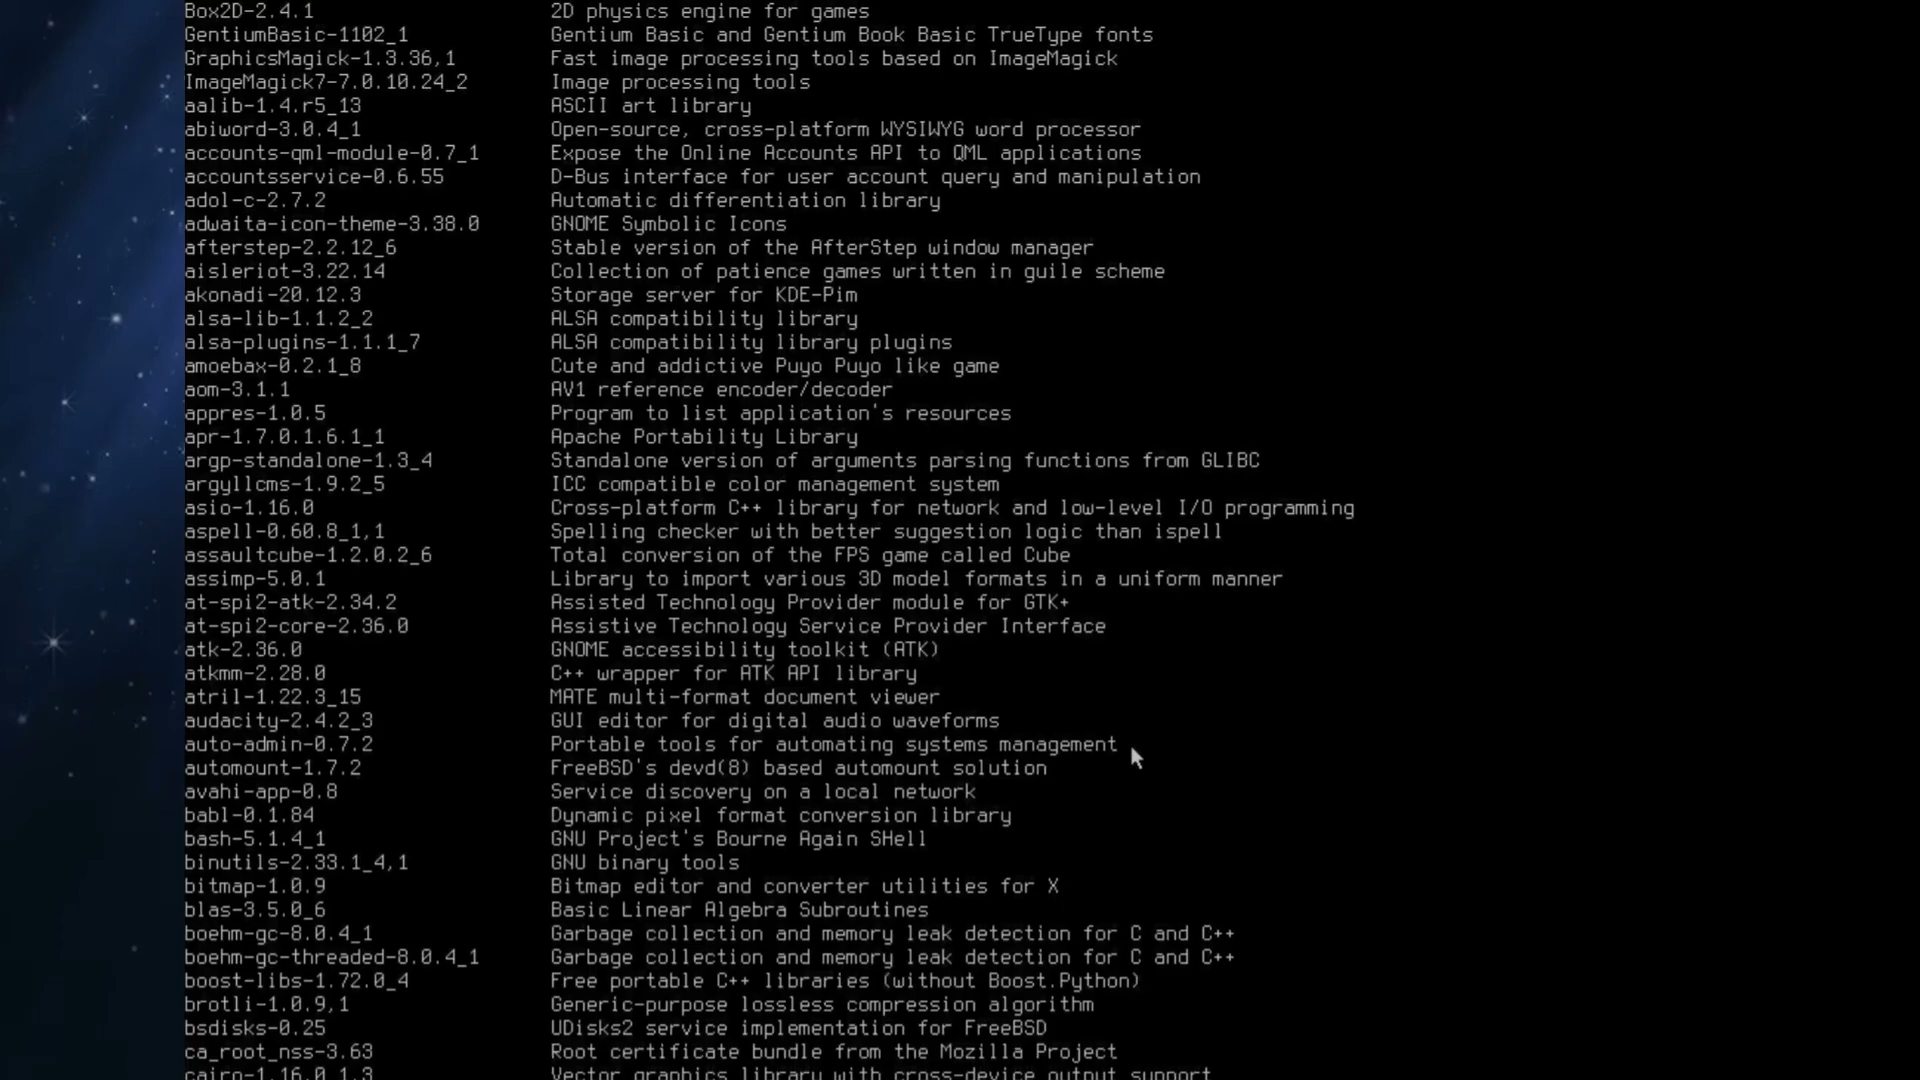 Box2D-2.4.1 2D physics engine for games
GentiumBasic-1102_1 Gentium Basic and Gentium Book Basic TrueType fonts
GraphicsMagick-1.3.36,1 Fast image processing tools based on ImageMagick
ImageMagick7-7.0.10.24_2 Image processing tools
aalib-1.4.r5_13 ASCII art library
abiword-3.0.4_1 Open-source, cross-platform WYSIWYG word processor
accounts-qml-module-0.7_1 Expose the Online Accounts API to QML applications
accountsservice-0.6.55 D-Bus interface for user account query and manipulation
adol-c-2.7.2 Automatic differentiation library
adwaita-icon-theme-3.38.0 GNOME Symbolic Icons
afterstep-2.2.12_6 Stable version of the AfterStep window manager
aisleriot-3.22.14 Collection of patience games written in guile scheme
akonadi-20.12.3 Storage server for KDE-Pim
alsa-lib-1.1.2_2 ALSA compatibility library
alsa-plugins-1.1.1_7 ALSA compatibility library plugins
amoebax-0.2.1_8 Cute and addictive Puyo Puyo like game
aom-3.1.1 AV1 reference encoder/decoder
appres-1.0.5 Program to list application's resources
apr-1.7.0.1.6.1_1 Apache Portability Library
argp-standalone-1.3_4 Standalone version of arguments parsing functions from GLIBC
argyllcms-1.9.2_5 ICC compatible color management system
asio-1.16.0 Cross-platform C++ library for network and low-level I/O programming
aspell-0.60.8_1,1 Spelling checker with better suggestion logic than ispell
assaultcube-1.2.0.2_6 Total conversion of the FPS game called Cube
assimp-5.0.1 Library to import various 3D model formats in a uniform manner
at-spi2-atk-2.34.2 Assisted Technology Provider module for GTK+
at-spi2-core-2.36.0 Assistive Technology Service Provider Interface
atk-2.36.0 GNOME accessibility toolkit (ATK)
atkmm-2.28.0 C++ wrapper for ATK API library
atril-1.22.3_15 MATE multi-format document viewer
audacity-2.4.2_3 GUI editor for digital audio waveforms
auto-admin-0.7.2 Portable tools for automating systems management
automount-1.7.2 FreeBSD's devd(8) based automount solution
avahi-app-0.8 Service discovery on a local network
babl-0.1.84 Dynamic pixel format conversion library
bash-5.1.4_1 GNU Project's Bourne Again SHell
binutils-2.33.1_4,1 GNU binary tools
bitmap-1.0.9 Bitmap editor and converter utilities for X
blas-3.5.0_6 Basic Linear Algebra Subroutines
boehm-gc-8.0.4_1 Garbage collection and memory leak detection for C and C++
boehm-gc-threaded-8.0.4_1 Garbage collection and memory leak detection for C and C++
boost-libs-1.72.0_4 Free portable C++ libraries (without Boost.Python)
brotli-1.0.9,1 Generic-purpose lossless compression algorithm
bsdisks-0.25 UDisks2 service implementation for FreeBSD
ca_root_nss-3.63 Root certificate bundle from the Mozilla Project
cairo-1.16.0_1,3 Vector graphics library with cross-device output support